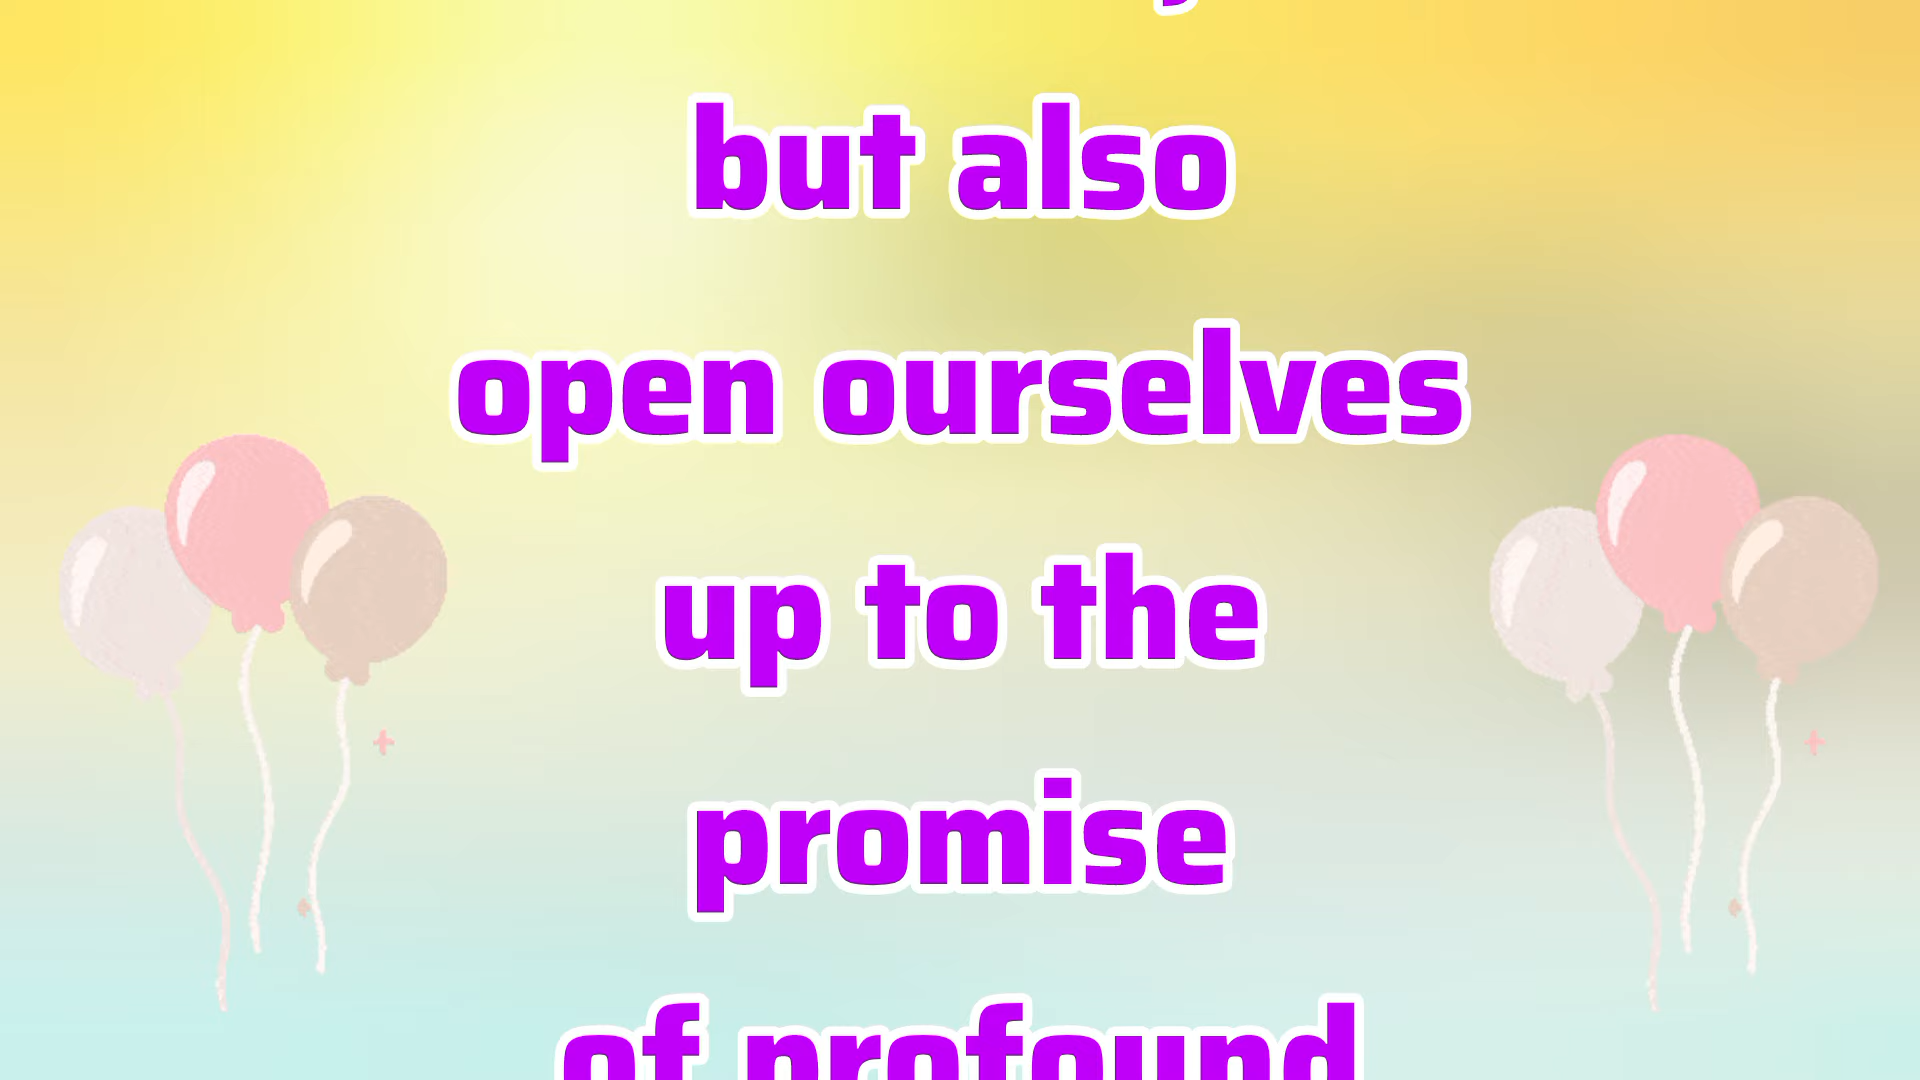 but also
open ourselves
up to the
promise
of profound